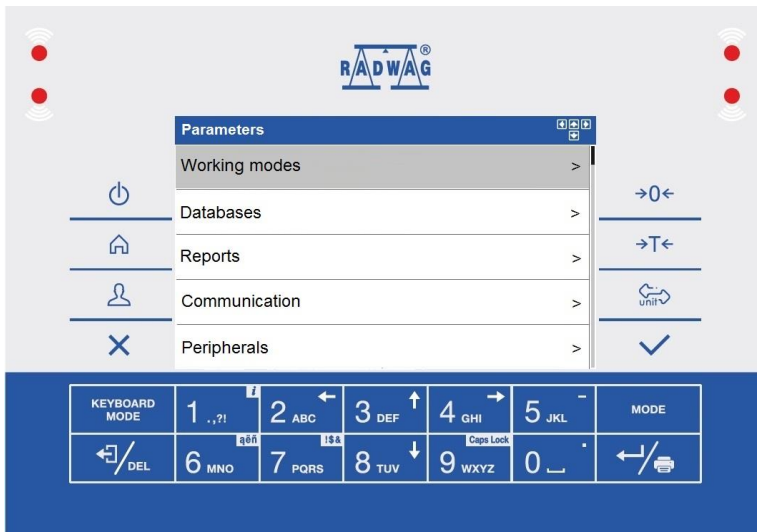 RADWAG®
Parameters
Working modes >
Databases >
Reports >
Communication >
Peripherals >
→0←
→T←
unit
KEYBOARD MODE
1 .,?! i
2 ABC ←
3 DEF ↑
4 GHI →
5 JKL -
MODE
/DEL
6 MNO ąëñ
7 PQRS !$&
8 TUV ↓
9 WXYZ Caps Lock
0 .